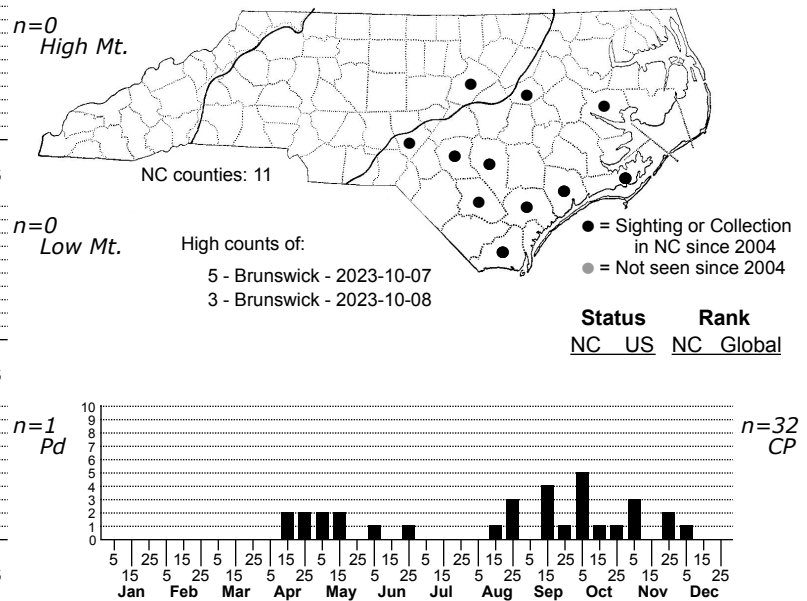 n=0
High Mt.
NC counties: 11
n=0
Low Mt.
High counts of:
5 - Brunswick - 2023-10-07
3 - Brunswick - 2023-10-08
● = Sighting or Collection
in NC since 2004
● = Not seen since 2004
Status Rank
NC US NC Global
n=1
Pd
n=32
CP
10
9
8
7
6
5
4
3
2
1
0
5 25 15 5 25 15 5 25 15 5 25 15 5 25 15 5 25 15
15 5 25 15 5 25 15 5 25 15 5 25 15 5 25 15 5 25
Jan Feb Mar Apr May Jun Jul Aug Sep Oct Nov Dec